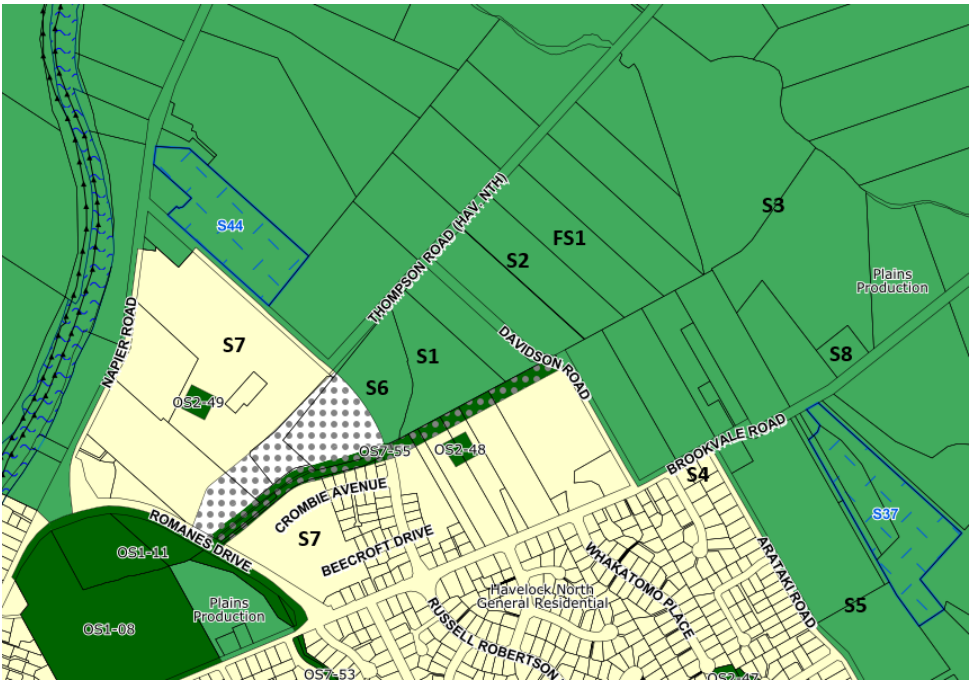 S44
THOMPSON ROAD (HAV. NTH)
S3
FS1
S2
Plains
Production
NAPIER ROAD
S7
S1
DAVIDSON ROAD
S8
S6
OS2-49
OS7-55
OS2-48
BROOKVALE ROAD
S4
CROMBIE AVENUE
ROMANES DRIVE
S7
BEECROFT DRIVE
S37
OS1-11
WHAKATOMO PLACE
ARATAKI ROAD
Havelock North
General Residential
Plains
Production
S5
OS1-08
RUSSELL ROBERTSON
OS7-53
OS2-47